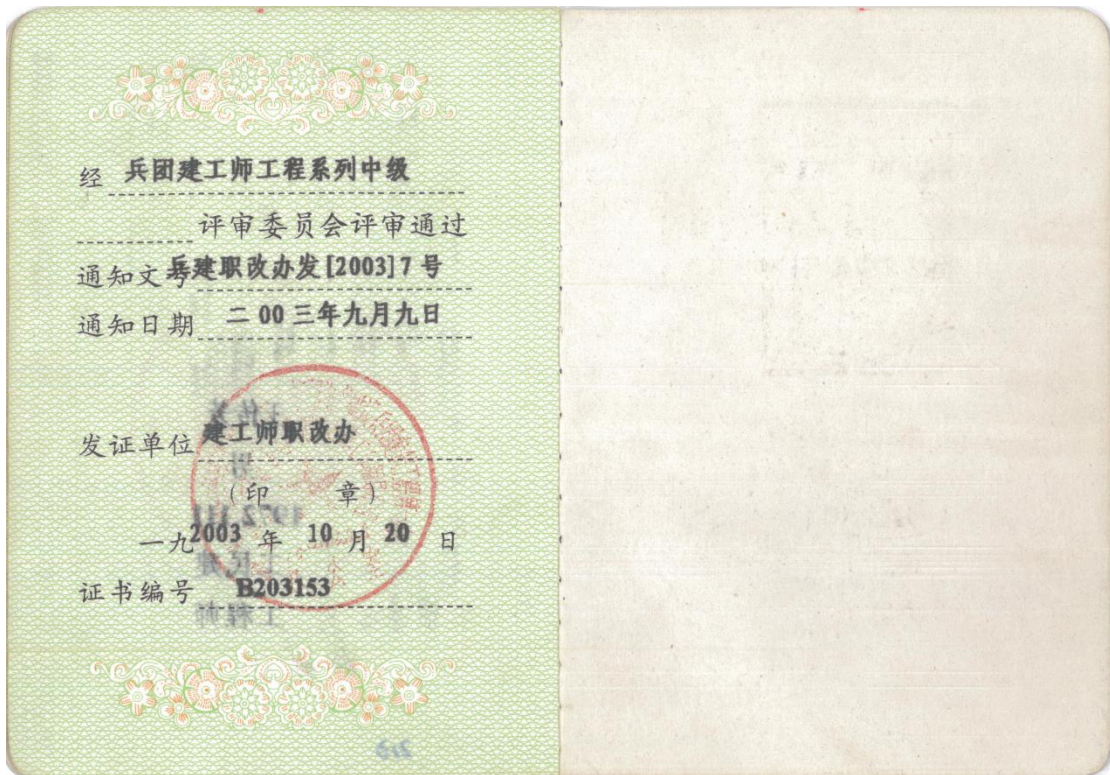 经 兵团建工师工程系列中级
评审委员会评审通过
通知文号 兵建职改办发[2003]7 号
通知日期 二 00 三年九月九日
发证单位 建工师职改办
(印 章)
一九2003 年 10 月 20 日
证书编号 B203153